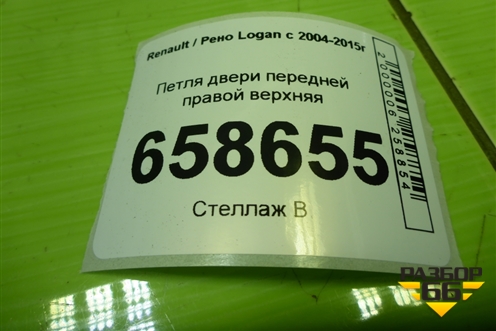 Renault / Рено Logan с 2004-2015г
Петля двери передней
правой верхняя
658655
Стеллаж В
2000006258854
РАЗБОР
66